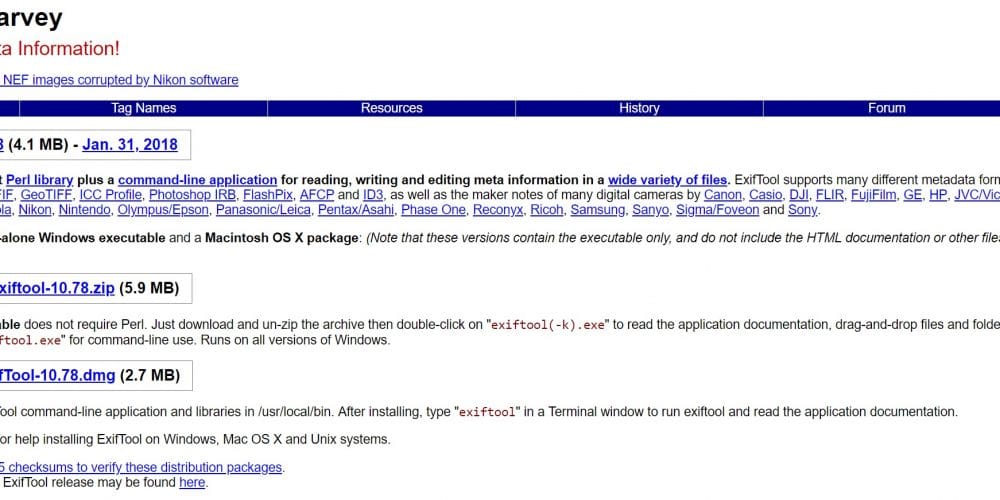 arvey
ta Information!
NEF images corrupted by Nikon software
Tag Names Resources History Forum
8 (4.1 MB) - Jan. 31, 2018
t Perl library plus a command-line application for reading, writing and editing meta information in a wide variety of files. ExifTool supports many different metadata form
FIF, GeoTIFF, ICC Profile, Photoshop IRB, FlashPix, AFCP and ID3, as well as the maker notes of many digital cameras by Canon, Casio, DJI, FLIR, FujiFilm, GE, HP, JVC/Vic
ola, Nikon, Nintendo, Olympus/Epson, Panasonic/Leica, Pentax/Asahi, Phase One, Reconyx, Ricoh, Samsung, Sanyo, Sigma/Foveon and Sony.
-alone Windows executable and a Macintosh OS X package: (Note that these versions contain the executable only, and do not include the HTML documentation or other files
xiftool-10.78.zip (5.9 MB)
able does not require Perl. Just download and un-zip the archive then double-click on "exiftool(-k).exe" to read the application documentation, drag-and-drop files and folde
ftool.exe" for command-line use. Runs on all versions of Windows.
fTool-10.78.dmg (2.7 MB)
ool command-line application and libraries in /usr/local/bin. After installing, type "exiftool" in a Terminal window to run exiftool and read the application documentation.
or help installing ExifTool on Windows, Mac OS X and Unix systems.
5 checksums to verify these distribution packages.
ExifTool release may be found here.